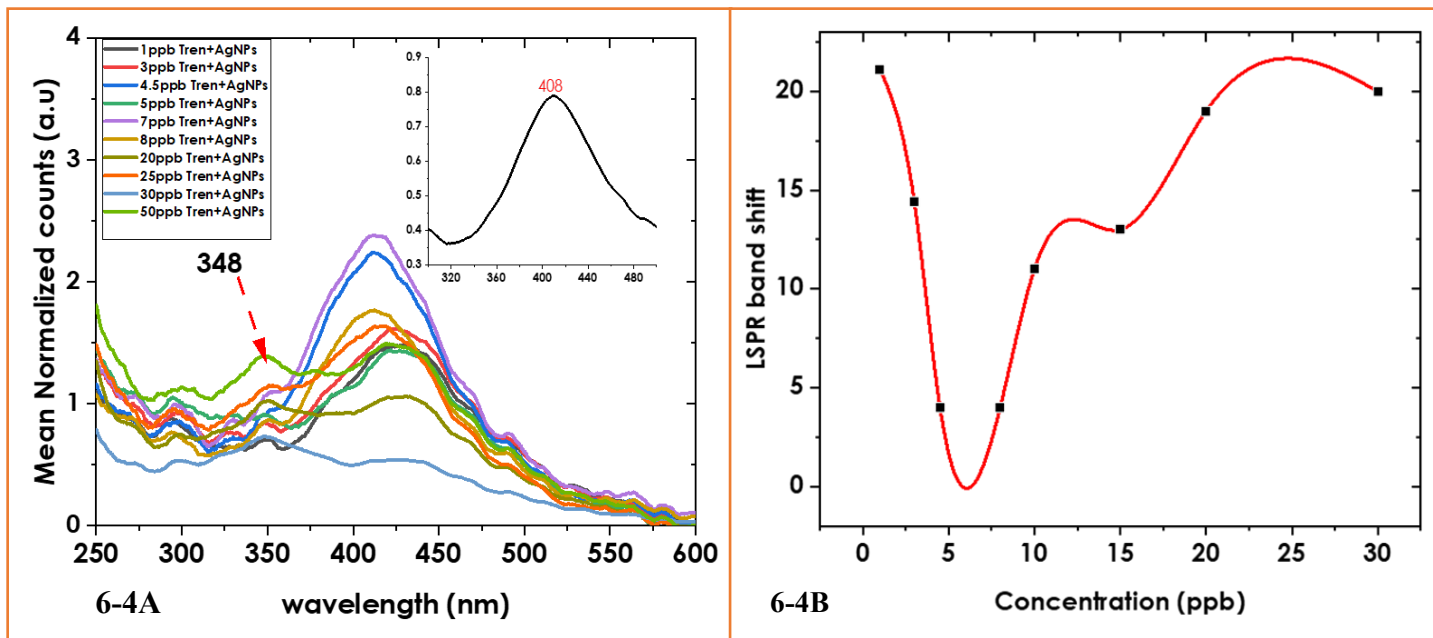 4
3
2
1
0
Mean Normalized counts (a.u)
1ppb Tren+AgNPs
3ppb Tren+AgNPs
4.5ppb Tren+AgNPs
5ppb Tren+AgNPs
7ppb Tren+AgNPs
8ppb Tren+AgNPs
20ppb Tren+AgNPs
25ppb Tren+AgNPs
30ppb Tren+AgNPs
50ppb Tren+AgNPs
348
0.9
0.8
0.7
0.6
0.5
0.4
0.3
408
320 360 400 440 480
250 300 350 400 450 500 550 600
6-4A
wavelength (nm)
20
15
10
5
0
LSPR band shift
0 5 10 15 20 25 30
6-4B
Concentration (ppb)